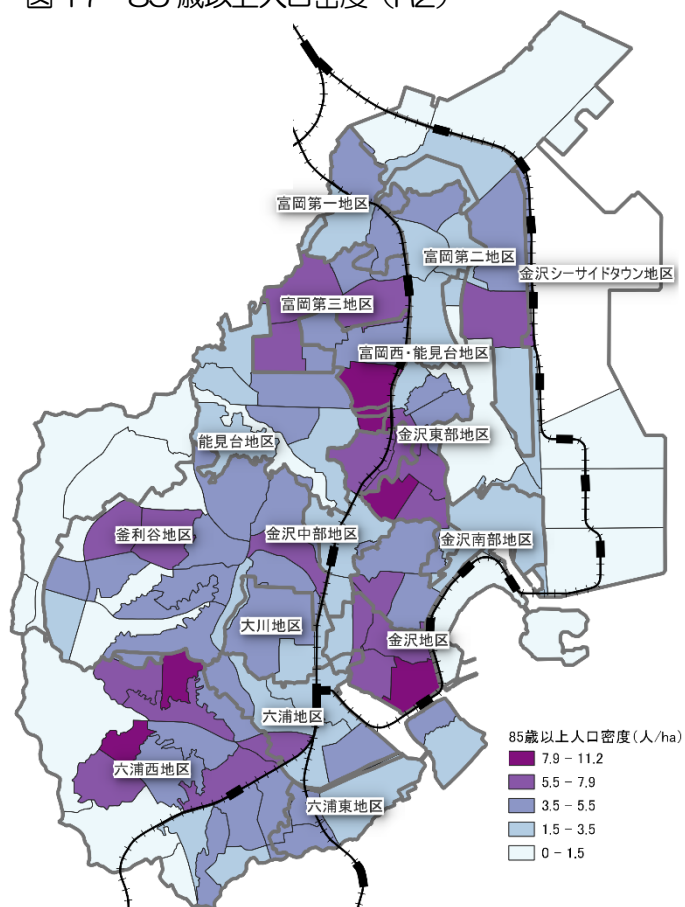 85歳以上人口密度（R2）
富岡第一地区
富岡第二地区
金沢シーサイドタウン地区
富岡第三地区
富岡西・能見台地区
能見台地区
金沢東部地区
釜利谷地区
金沢中部地区
金沢南部地区
大川地区
金沢地区
六浦地区
六浦西地区
六浦東地区
85歳以上人口密度(人/ha)
7.9 - 11.2
5.5 - 7.9
3.5 - 5.5
1.5 - 3.5
0 - 1.5